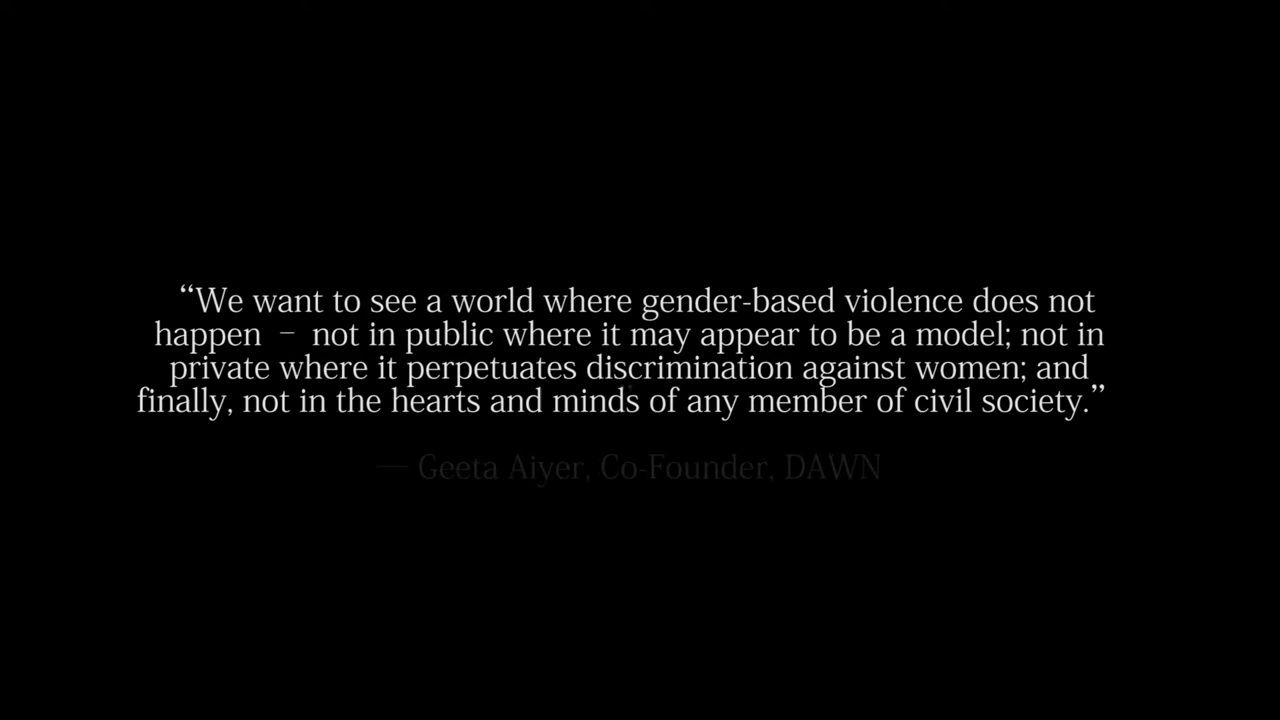 “We want to see a world where gender-based violence does not
happen – not in public where it may appear to be a model; not in
private where it perpetuates discrimination against women; and
finally, not in the hearts and minds of any member of civil society.”
— Geeta Aiyer, Co-Founder, DAWN